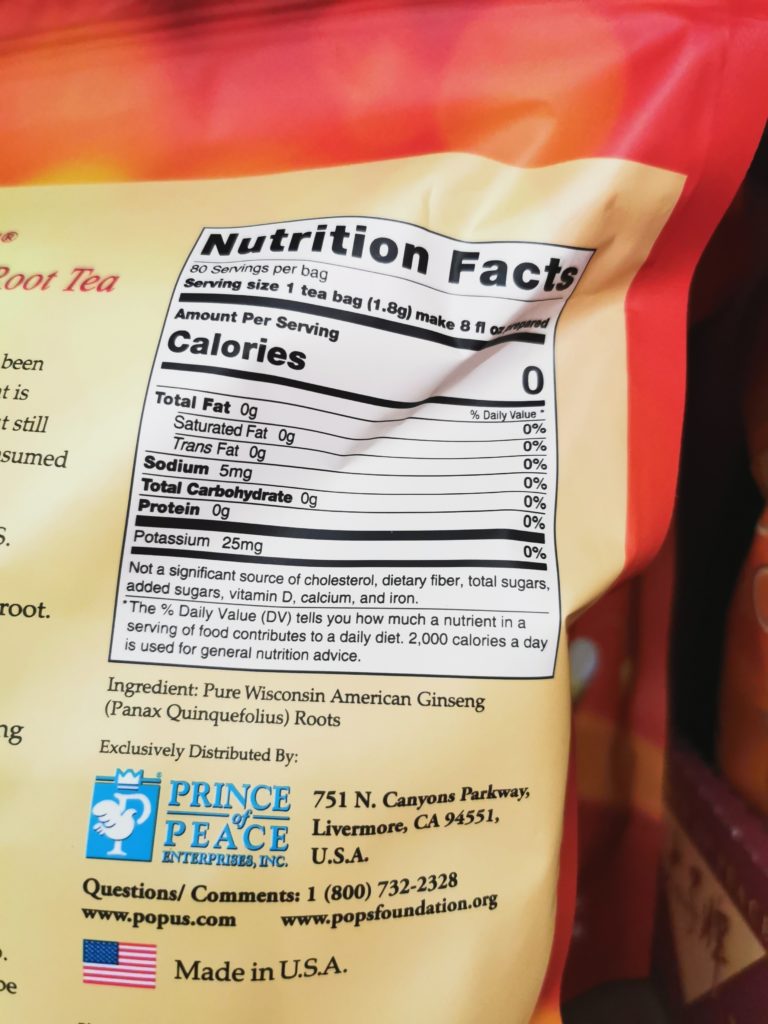 ®
Root Tea
been
t is
t still
sumed
S.
root.
ng
Nutrition Facts
80 Servings per bag
Serving size 1 tea bag (1.8g) make 8 fl oz prepared
Amount Per Serving
Calories 0
% Daily Value *
Total Fat 0g 0%
Saturated Fat 0g 0%
Trans Fat 0g 0%
Sodium 5mg 0%
Total Carbohydrate 0g 0%
Protein 0g 0%
Potassium 25mg 0%
Not a significant source of cholesterol, dietary fiber, total sugars,
added sugars, vitamin D, calcium, and iron.
*The % Daily Value (DV) tells you how much a nutrient in a
serving of food contributes to a daily diet. 2,000 calories a day
is used for general nutrition advice.
Ingredient: Pure Wisconsin American Ginseng
(Panax Quinquefolius) Roots
Exclusively Distributed By:
PRINCE
of
PEACE
ENTERPRISES, INC.
®
751 N. Canyons Parkway,
Livermore, CA 94551,
U.S.A.
Questions/ Comments: 1 (800) 732-2328
www.popus.com www.popsfoundation.org
Made in U.S.A.